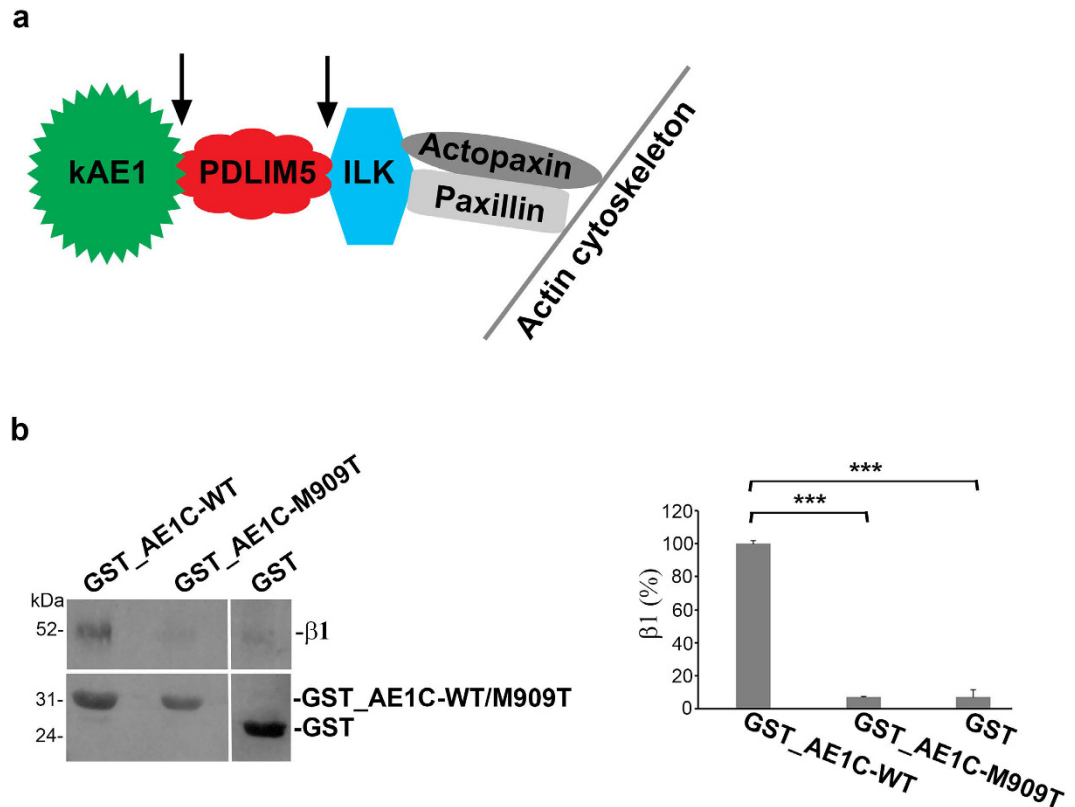 a
kAE1
PDLIM5
ILK
Actopaxin
Paxillin
Actin cytoskeleton
b
GST_AE1C-WT
GST_AE1C-M909T
GST
kDa
52-
-β1
31-
-GST_AE1C-WT/M909T
-GST
24-
***
***
β1 (%)
120
100
80
60
40
20
0
GST_AE1C-WT
GST_AE1C-M909T
GST